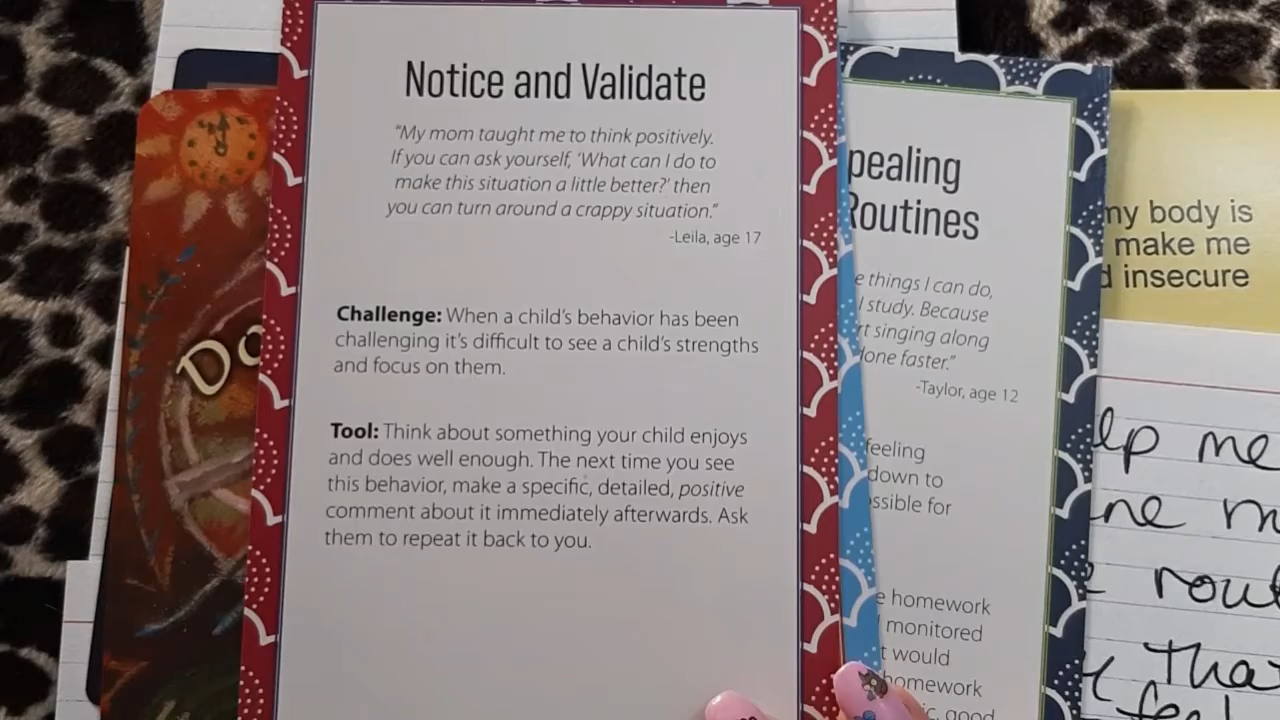 Notice and Validate
"My mom taught me to think positively.
If you can ask yourself, 'What can I do to
make this situation a little better?' then
you can turn around a crappy situation."
-Leila, age 17
Challenge: When a child's behavior has been
challenging it's difficult to see a child's strengths
and focus on them.
Tool: Think about something your child enjoys
and does well enough. The next time you see
this behavior, make a specific, detailed, positive
comment about it immediately afterwards. Ask
them to repeat it back to you.
Do
pealing
Routines
e things I can do,
I study. Because
rt singing along
done faster."
-Taylor, age 12
feeling
down to
ossible for
e homework
monitored
t would
homework
ic, good
my body is
make me
d insecure
elp me
ne m
rout
that
feel